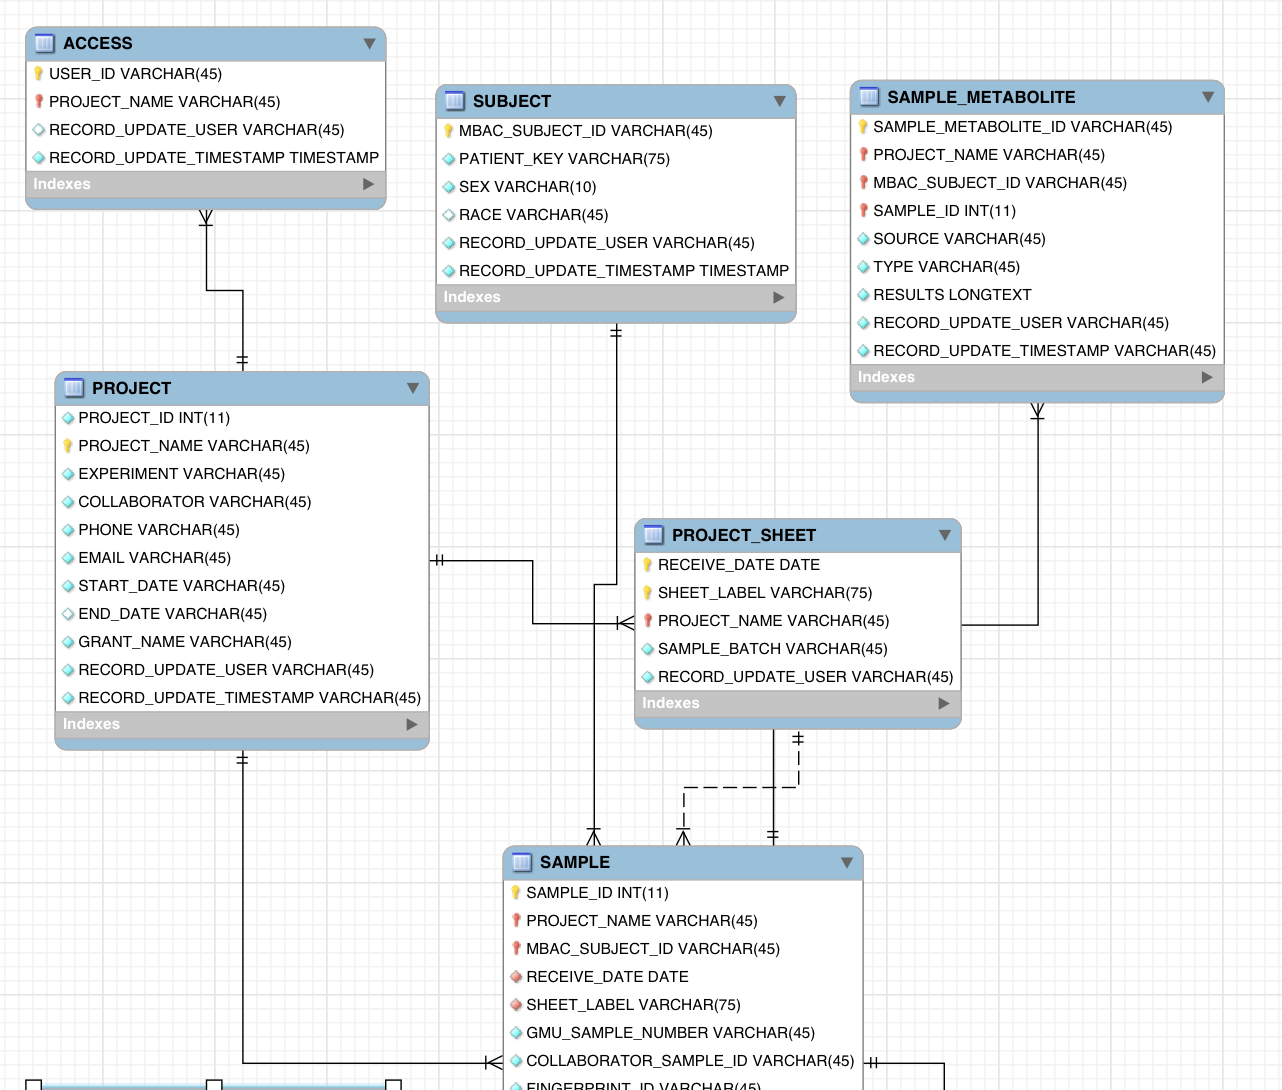 ACCESS
USER_ID VARCHAR(45)
PROJECT_NAME VARCHAR(45)
RECORD_UPDATE_USER VARCHAR(45)
RECORD_UPDATE_TIMESTAMP TIMESTAMP
Indexes
SUBJECT
MBAC_SUBJECT_ID VARCHAR(45)
PATIENT_KEY VARCHAR(75)
SEX VARCHAR(10)
RACE VARCHAR(45)
RECORD_UPDATE_USER VARCHAR(45)
RECORD_UPDATE_TIMESTAMP TIMESTAMP
Indexes
SAMPLE_METABOLITE
SAMPLE_METABOLITE_ID VARCHAR(45)
PROJECT_NAME VARCHAR(45)
MBAC_SUBJECT_ID VARCHAR(45)
SAMPLE_ID INT(11)
SOURCE VARCHAR(45)
TYPE VARCHAR(45)
RESULTS LONGTEXT
RECORD_UPDATE_USER VARCHAR(45)
RECORD_UPDATE_TIMESTAMP VARCHAR(45)
Indexes
PROJECT
PROJECT_ID INT(11)
PROJECT_NAME VARCHAR(45)
EXPERIMENT VARCHAR(45)
COLLABORATOR VARCHAR(45)
PHONE VARCHAR(45)
EMAIL VARCHAR(45)
START_DATE VARCHAR(45)
END_DATE VARCHAR(45)
GRANT_NAME VARCHAR(45)
RECORD_UPDATE_USER VARCHAR(45)
RECORD_UPDATE_TIMESTAMP VARCHAR(45)
Indexes
PROJECT_SHEET
RECEIVE_DATE DATE
SHEET_LABEL VARCHAR(75)
PROJECT_NAME VARCHAR(45)
SAMPLE_BATCH VARCHAR(45)
RECORD_UPDATE_USER VARCHAR(45)
Indexes
SAMPLE
SAMPLE_ID INT(11)
PROJECT_NAME VARCHAR(45)
MBAC_SUBJECT_ID VARCHAR(45)
RECEIVE_DATE DATE
SHEET_LABEL VARCHAR(75)
GMU_SAMPLE_NUMBER VARCHAR(45)
COLLABORATOR_SAMPLE_ID VARCHAR(45)
FINGERPRINT_ID VARCHAR(45)